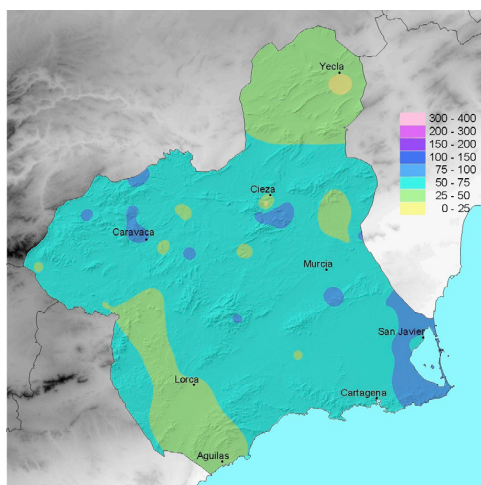 Yecla
300 - 400
200 - 300
150 - 200
100 - 150
75 - 100
50 - 75
25 - 50
0 - 25
Cieza
Caravaca
Murcia
San Javier
Lorca
Cartagena
Aguilas